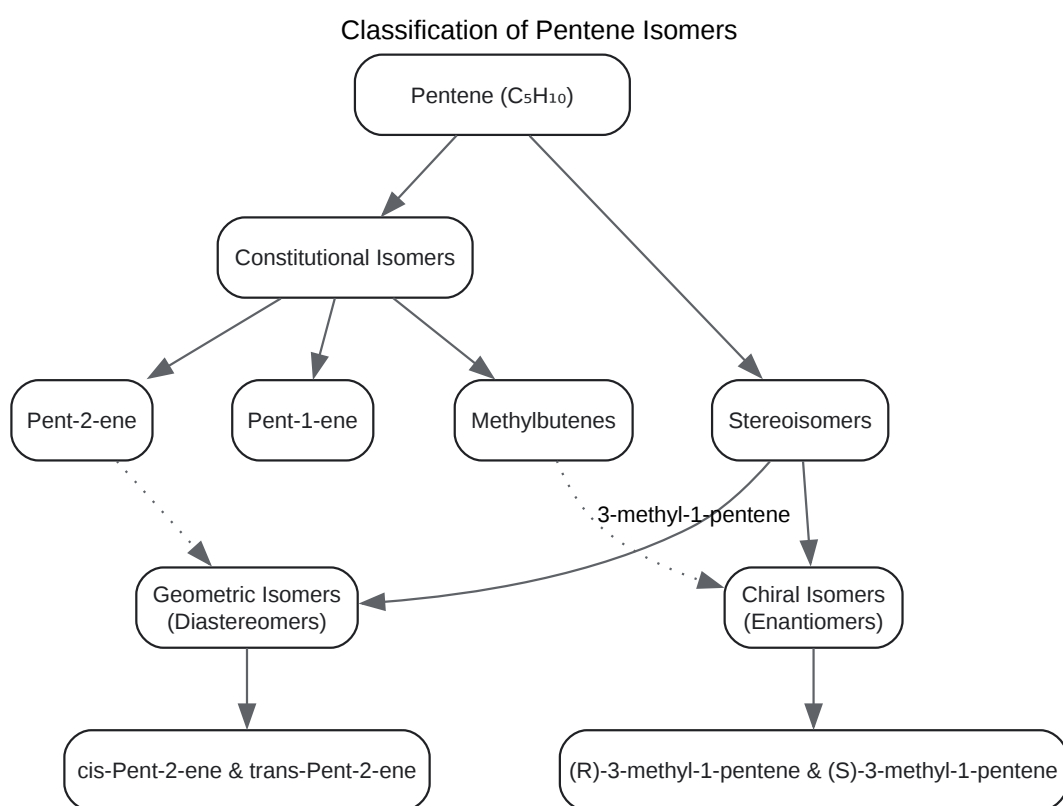 Classification of Pentene Isomers
Pentene (C₅H₁₀)
Constitutional Isomers
Pent-2-ene
Pent-1-ene
Methylbutenes
Stereoisomers
3-methyl-1-pentene
Geometric Isomers
(Diastereomers)
Chiral Isomers
(Enantiomers)
cis-Pent-2-ene & trans-Pent-2-ene
(R)-3-methyl-1-pentene & (S)-3-methyl-1-pentene